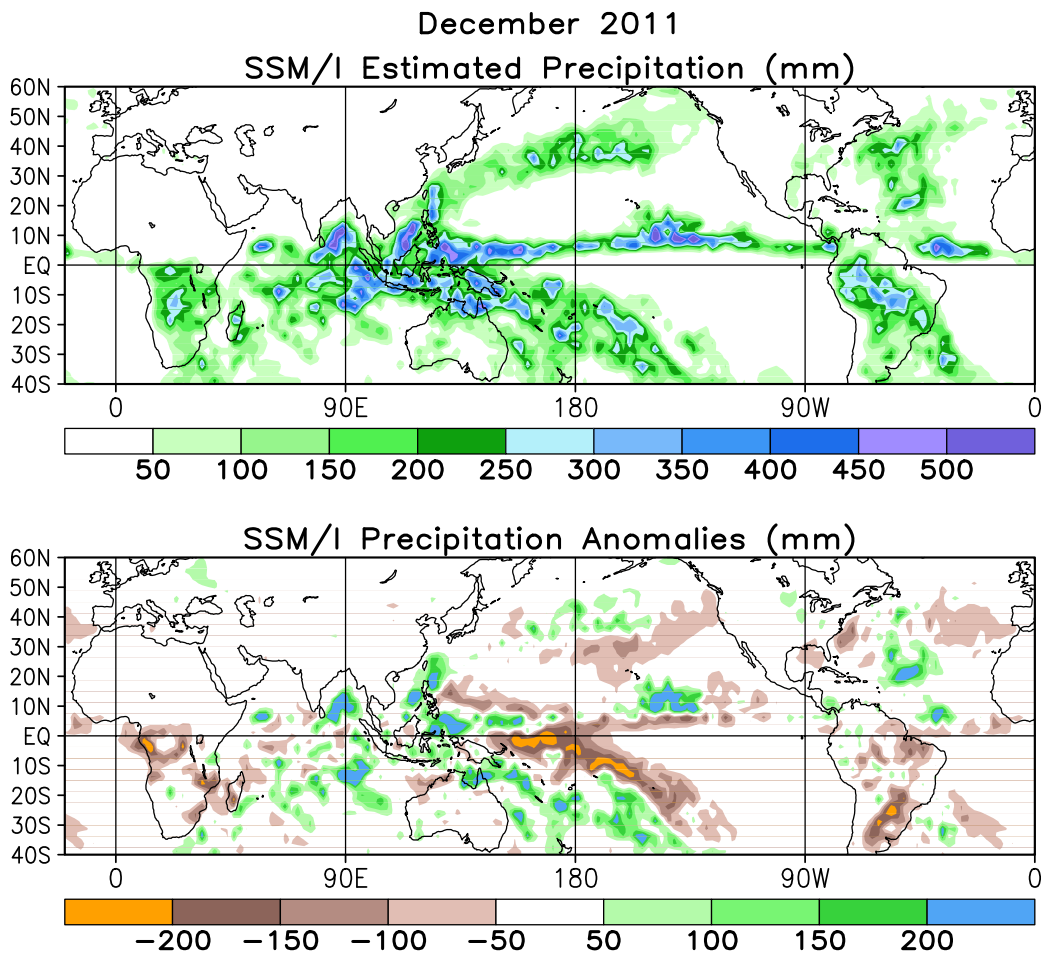 December 2011
SSM/I Estimated Precipitation (mm)
60N
50N
40N
30N
20N
10N
EQ
10S
20S
30S
40S
0 90E 180 90W 0
50 100 150 200 250 300 350 400 450 500
SSM/I Precipitation Anomalies (mm)
60N
50N
40N
30N
20N
10N
EQ
10S
20S
30S
40S
0 90E 180 90W 0
−200 −150 −100 −50 50 100 150 200